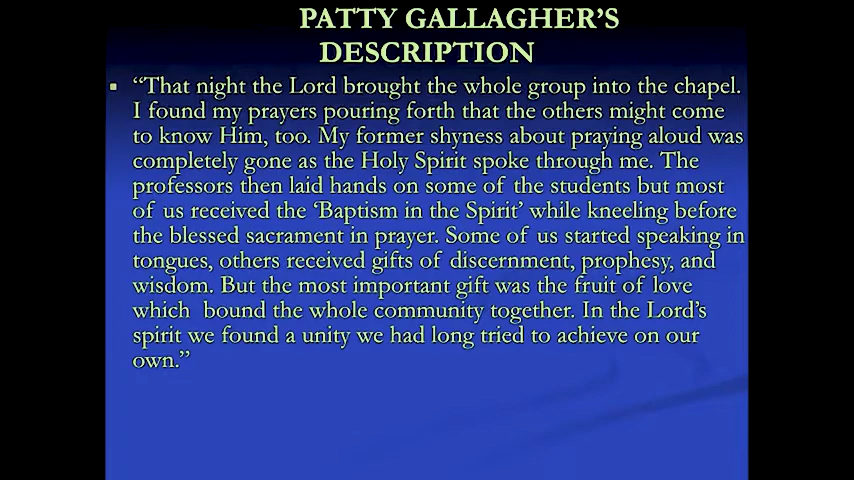 PATTY GALLAGHER’S
DESCRIPTION
▪ “That night the Lord brought the whole group into the chapel.
I found my prayers pouring forth that the others might come
to know Him, too. My former shyness about praying aloud was
completely gone as the Holy Spirit spoke through me. The
professors then laid hands on some of the students but most
of us received the ‘Baptism in the Spirit’ while kneeling before
the blessed sacrament in prayer. Some of us started speaking in
tongues, others received gifts of discernment, prophesy, and
wisdom. But the most important gift was the fruit of love
which bound the whole community together. In the Lord’s
spirit we found a unity we had long tried to achieve on our
own.”